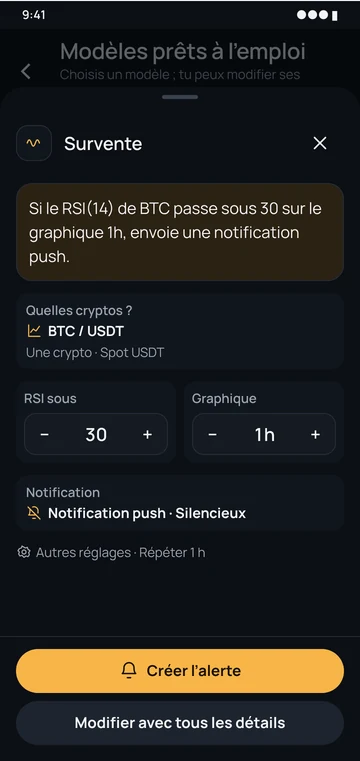 9:41
Modèles prêts à l'emploi
Choisis un modèle ; tu peux modifier ses
Survente
Si le RSI(14) de BTC passe sous 30 sur le
graphique 1h, envoie une notification
push.
Quelles cryptos ?
BTC / USDT
Une crypto · Spot USDT
RSI sous
Graphique
− 30 +
− 1h +
Notification
Notification push · Silencieux
Autres réglages · Répéter 1 h
Créer l'alerte
Modifier avec tous les détails